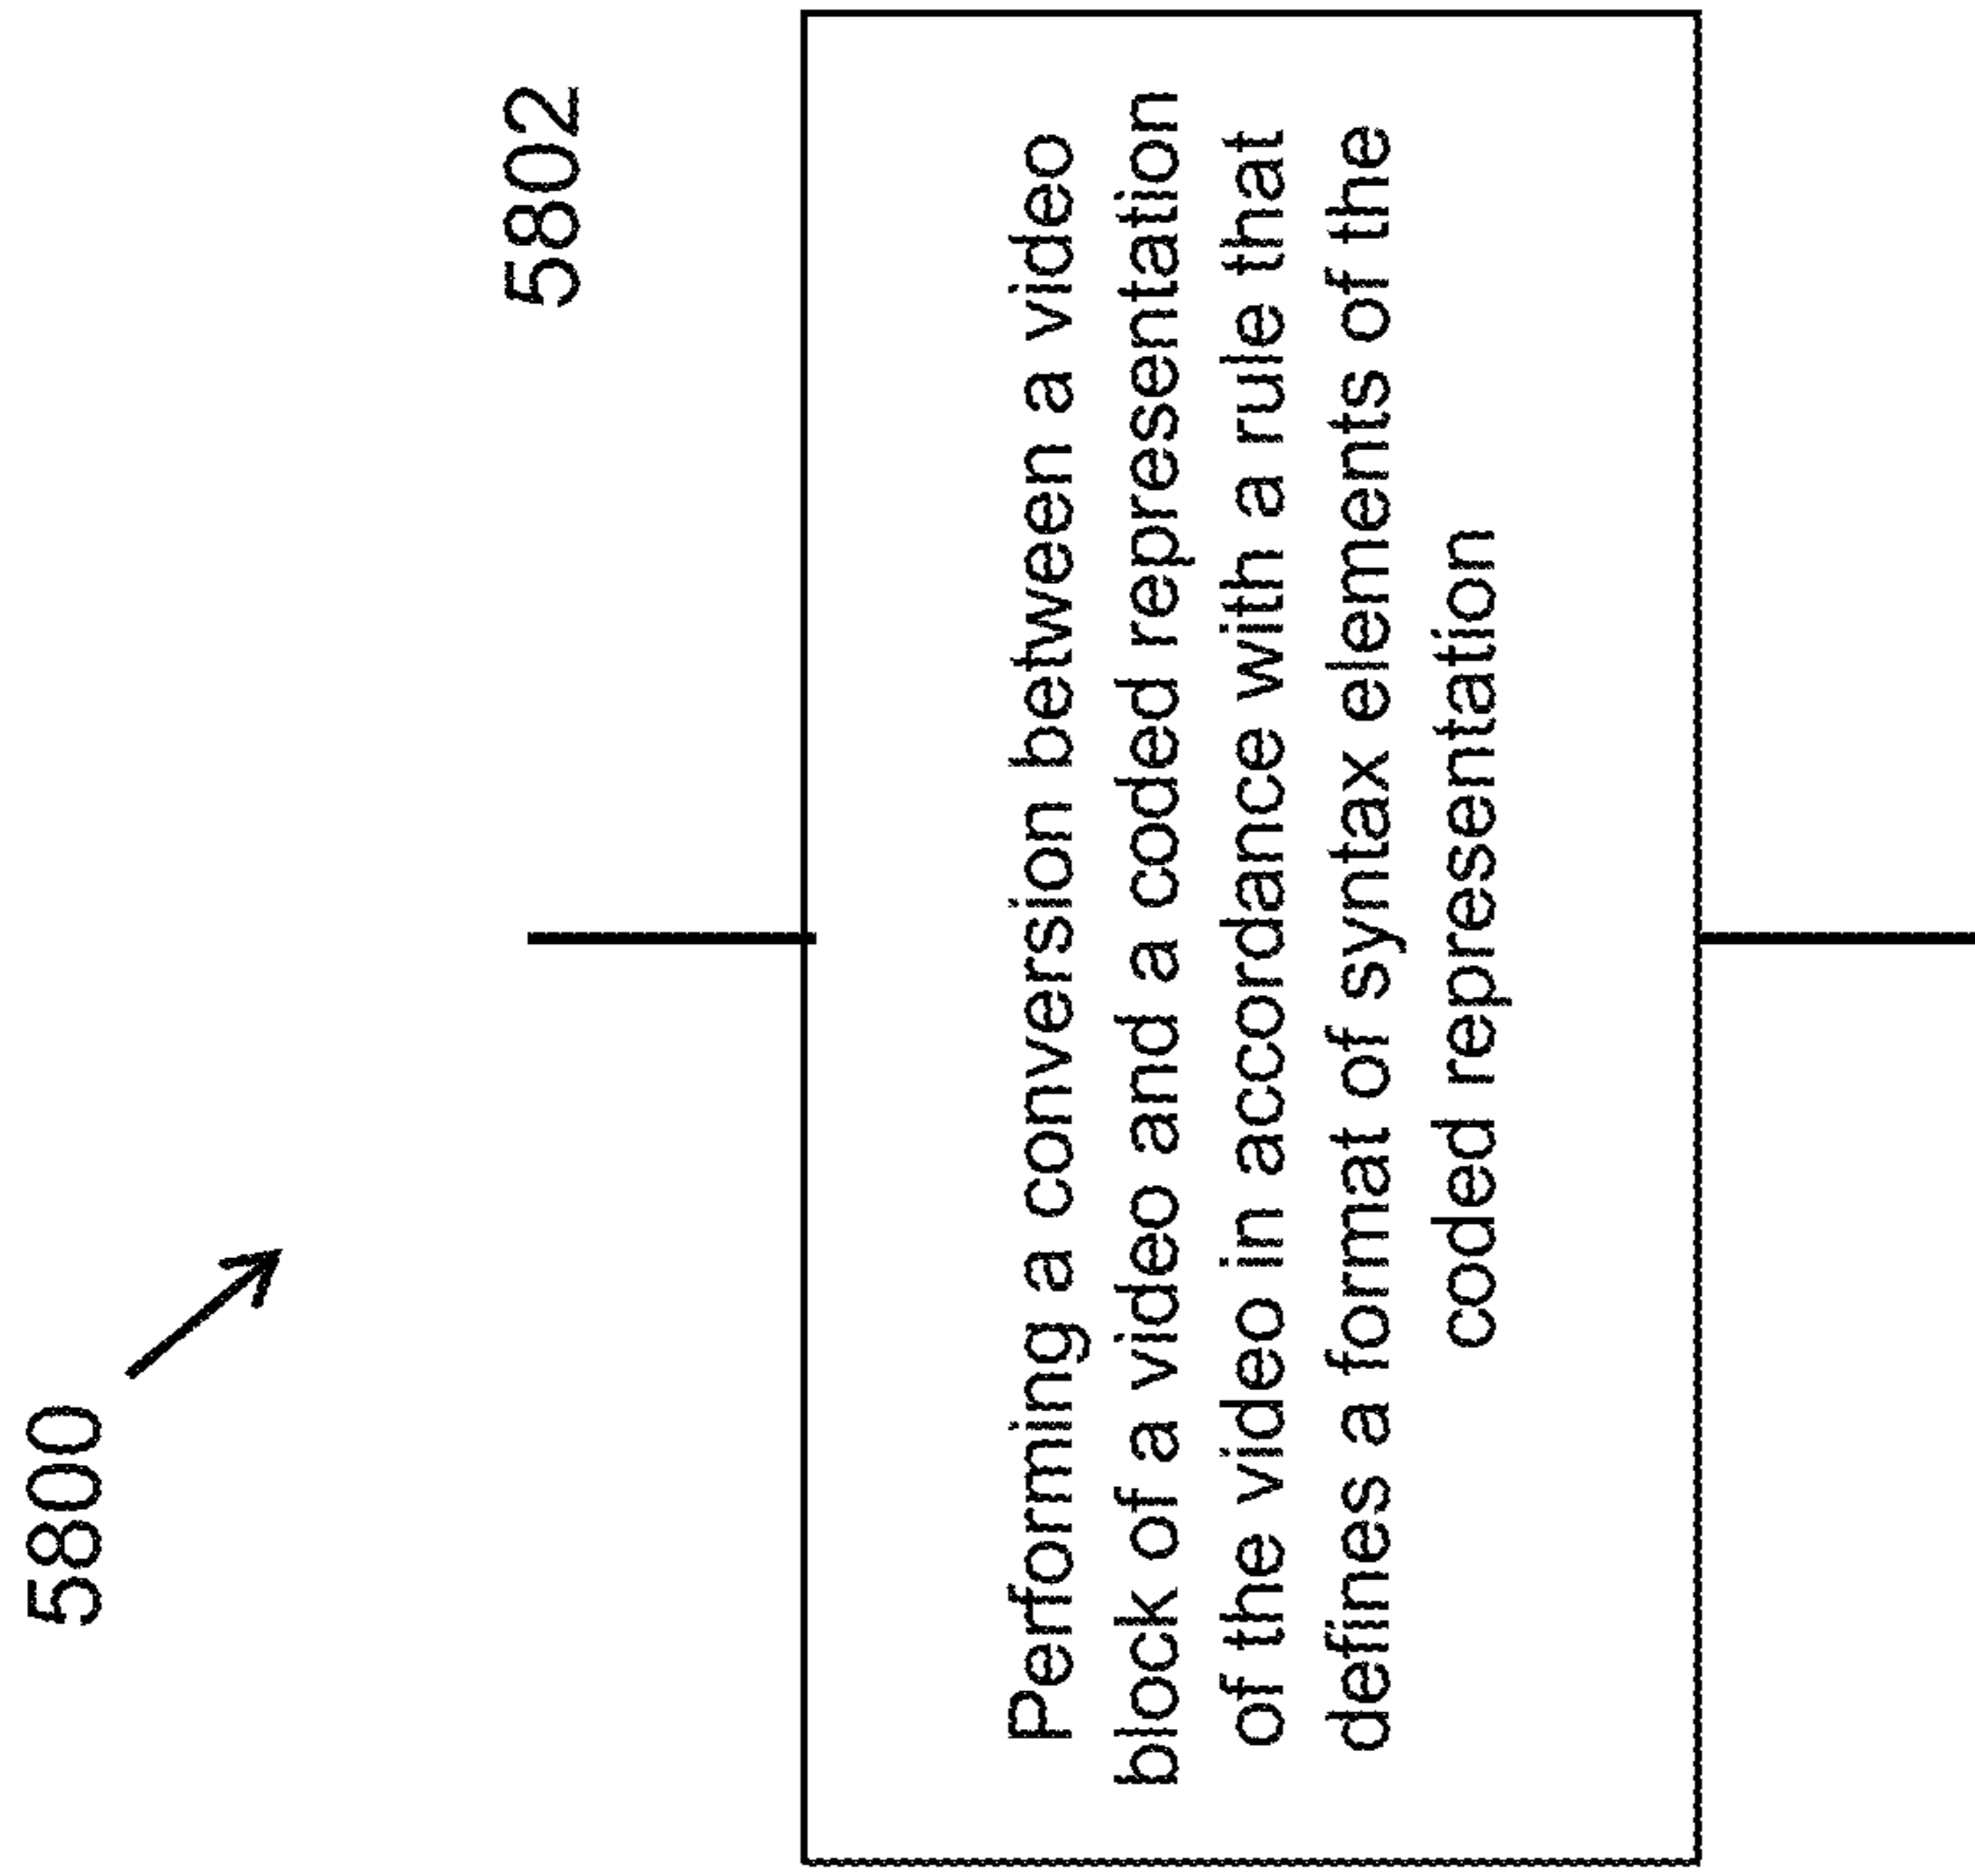 5800
5802
Performing a conversion between a video
block of a video and a coded representation
of the video in accordance with a rule that
defines a format of syntax elements of the
coded representation